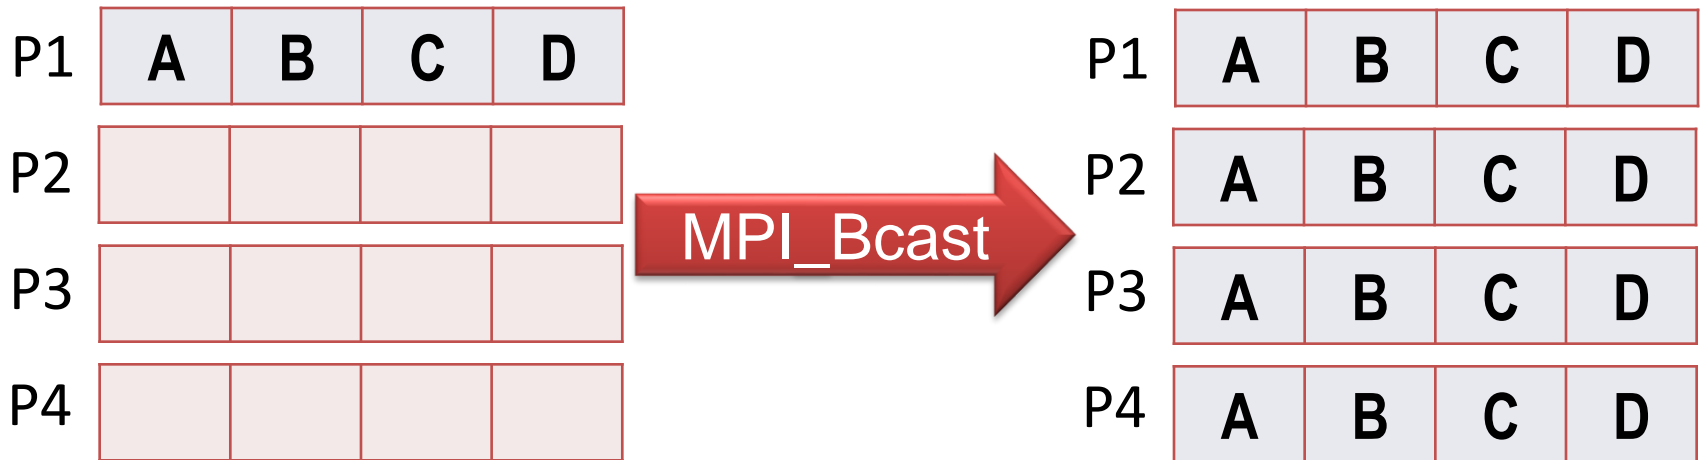 P1 A B C D
P2
P3
P4
MPI_Bcast
P1 A B C D
P2 A B C D
P3 A B C D
P4 A B C D